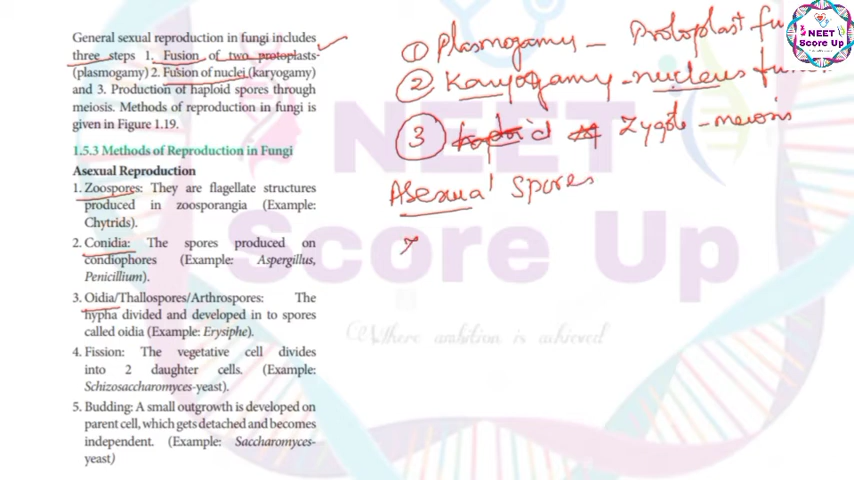 General sexual reproduction in fungi includes
three steps 1. Fusion of two protoplasts-
(plasmogamy) 2. Fusion of nuclei (karyogamy)
and 3. Production of haploid spores through
meiosis. Methods of reproduction in fungi is
given in Figure 1.19.
1.5.3 Methods of Reproduction in Fungi
Asexual Reproduction
1. Zoospores: They are flagellate structures
produced in zoosporangia (Example:
Chytrids).
2. Conidia: The spores produced on
condiophores (Example: Aspergillus,
Penicillium).
3. Oidia/Thallospores/Arthrospores: The
hypha divided and developed in to spores
called oidia (Example: Erysiphe).
4. Fission: The vegetative cell divides
into 2 daughter cells. (Example:
Schizosaccharomyces-yeast).
5. Budding: A small outgrowth is developed on
parent cell, which gets detached and becomes
independent. (Example: Saccharomyces-
yeast)
① Plasmogamy - Protoplast fu
② Karyogamy - nucleus
③ Zygote - meiosis
Asexual Spores
NEET
Score Up
Where ambition is achieved
NEET
Score Up